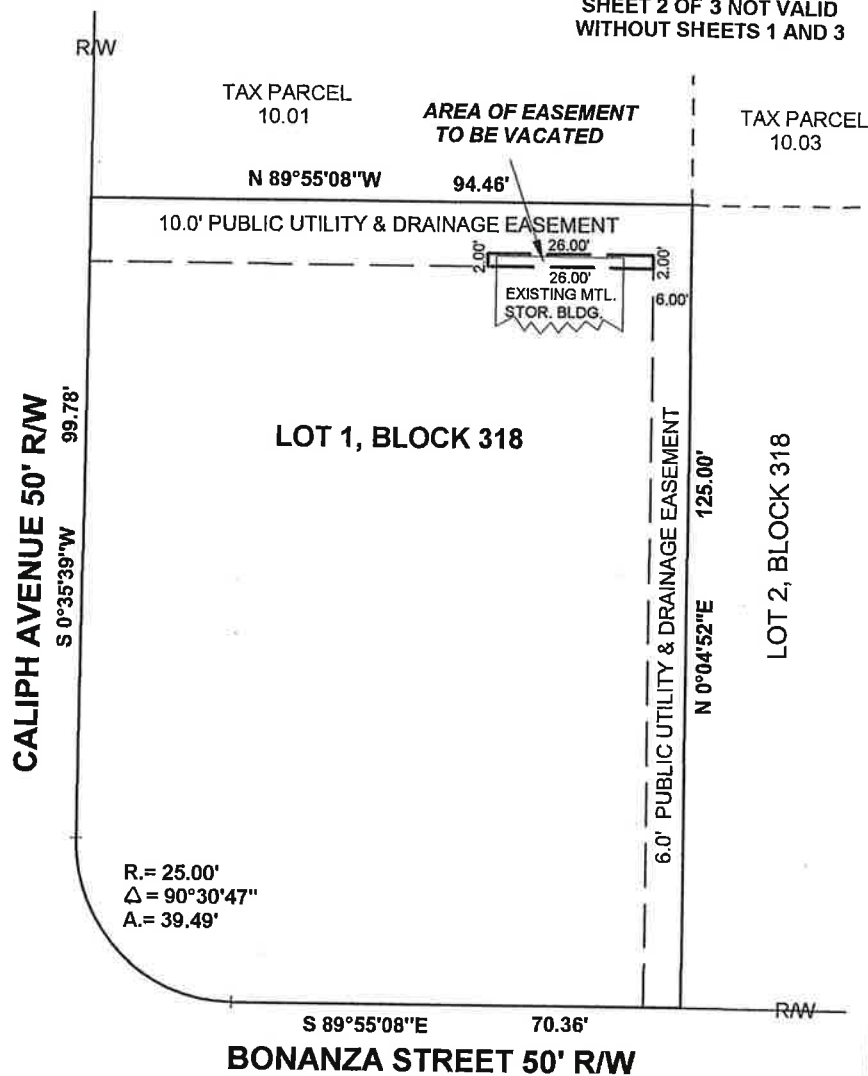 SHEET 2 OF 3 NOT VALID
WITHOUT SHEETS 1 AND 3
R/W
TAX PARCEL
10.01
AREA OF EASEMENT
TO BE VACATED
TAX PARCEL
10.03
N 89°55'08"W 94.46'
10.0' PUBLIC UTILITY & DRAINAGE EASEMENT
2.00'
26.00'
2.00'
26.00'
EXISTING MTL.
STOR. BLDG.
6.00'
CALIPH AVENUE 50' R/W
S 0°35'39"W 99.78'
LOT 1, BLOCK 318
6.0' PUBLIC UTILITY & DRAINAGE EASEMENT
N 0°04'52"E 125.00'
LOT 2, BLOCK 318
R.= 25.00'
Δ = 90°30'47"
A.= 39.49'
S 89°55'08"E 70.36'
R/W
BONANZA STREET 50' R/W